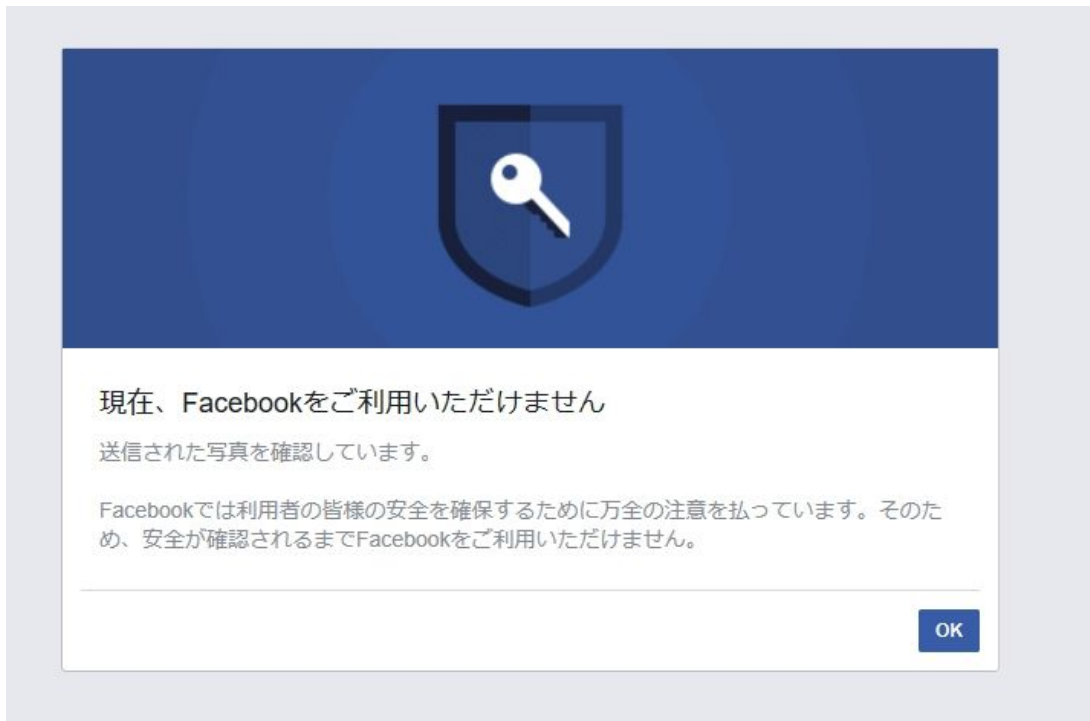 現在、Facebookをご利用いただけません
送信された写真を確認しています。
Facebookでは利用者の皆様の安全を確保するために万全の注意を払っています。そのた
め、安全が確認されるまでFacebookをご利用いただけません。
OK